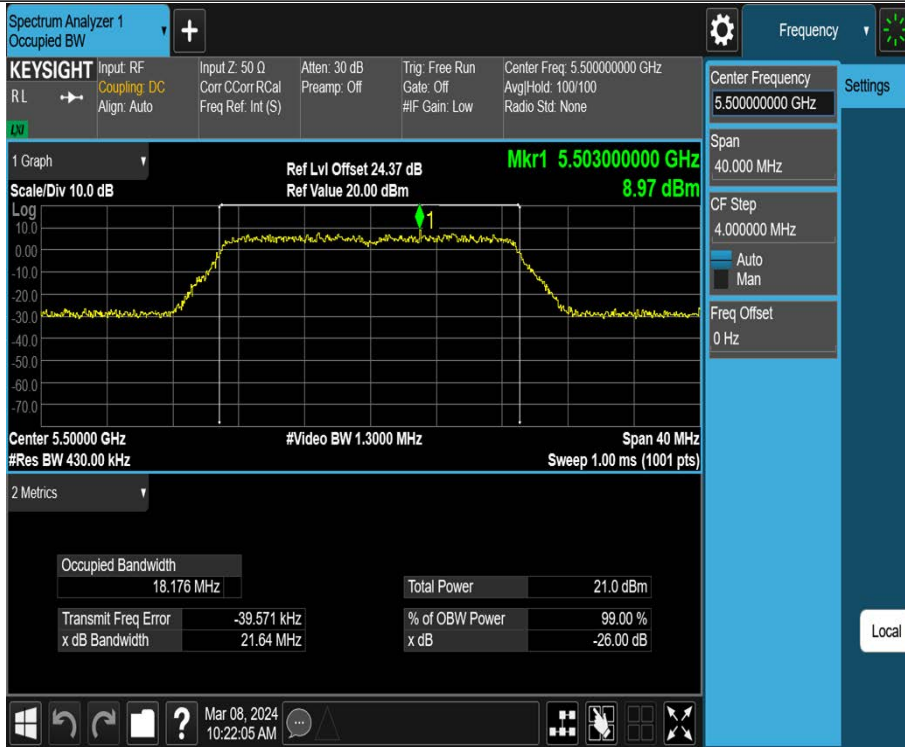 Spectrum Analyzer 1
Occupied BW
+
Frequency
KEYSIGHT
RL
LXI
Input: RF
Coupling: DC
Align: Auto
Input Z: 50 Ω
Corr CCorr RCal
Freq Ref: Int (S)
Atten: 30 dB
Preamp: Off
Trig: Free Run
Gate: Off
#IF Gain: Low
Center Freq: 5.500000000 GHz
Avg|Hold: 100/100
Radio Std: None
Center Frequency
5.500000000 GHz
Settings
Span
40.000 MHz
CF Step
4.000000 MHz
Auto
Man
Freq Offset
0 Hz
Local
1 Graph
Scale/Div 10.0 dB
Ref Lvl Offset 24.37 dB
Ref Value 20.00 dBm
Mkr1 5.503000000 GHz
8.97 dBm
Log
1
10.0
0.00
-10.0
-20.0
-30.0
-40.0
-50.0
-60.0
-70.0
Center 5.50000 GHz
#Video BW 1.3000 MHz
Span 40 MHz
#Res BW 430.00 kHz
Sweep 1.00 ms (1001 pts)
2 Metrics
Occupied Bandwidth
18.176 MHz
Total Power 21.0 dBm
Transmit Freq Error -39.571 kHz
% of OBW Power 99.00 %
x dB Bandwidth 21.64 MHz
x dB -26.00 dB
?
Mar 08, 2024
10:22:05 AM